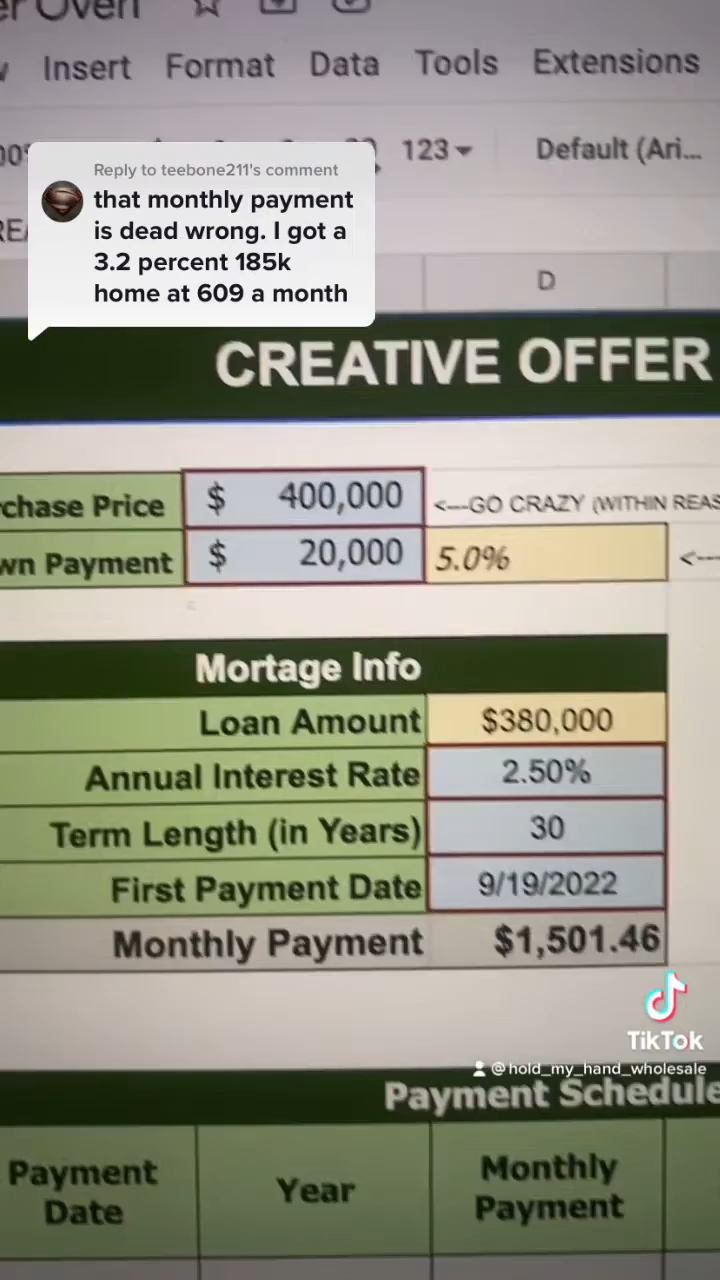 Insert Format Data Tools Extensions
123 Default (Ari...
Reply to teebone211's comment
that monthly payment
is dead wrong. I got a
3.2 percent 185k
home at 609 a month
D
CREATIVE OFFER
chase Price $ 400,000 <---GO CRAZY (WITHIN REAS
wn Payment $ 20,000 5.0% <---
Mortage Info
Loan Amount $380,000
Annual Interest Rate 2.50%
Term Length (in Years) 30
First Payment Date 9/19/2022
Monthly Payment $1,501.46
TikTok
@hold_my_hand_wholesale
Payment Schedule
Payment Date Year Monthly Payment